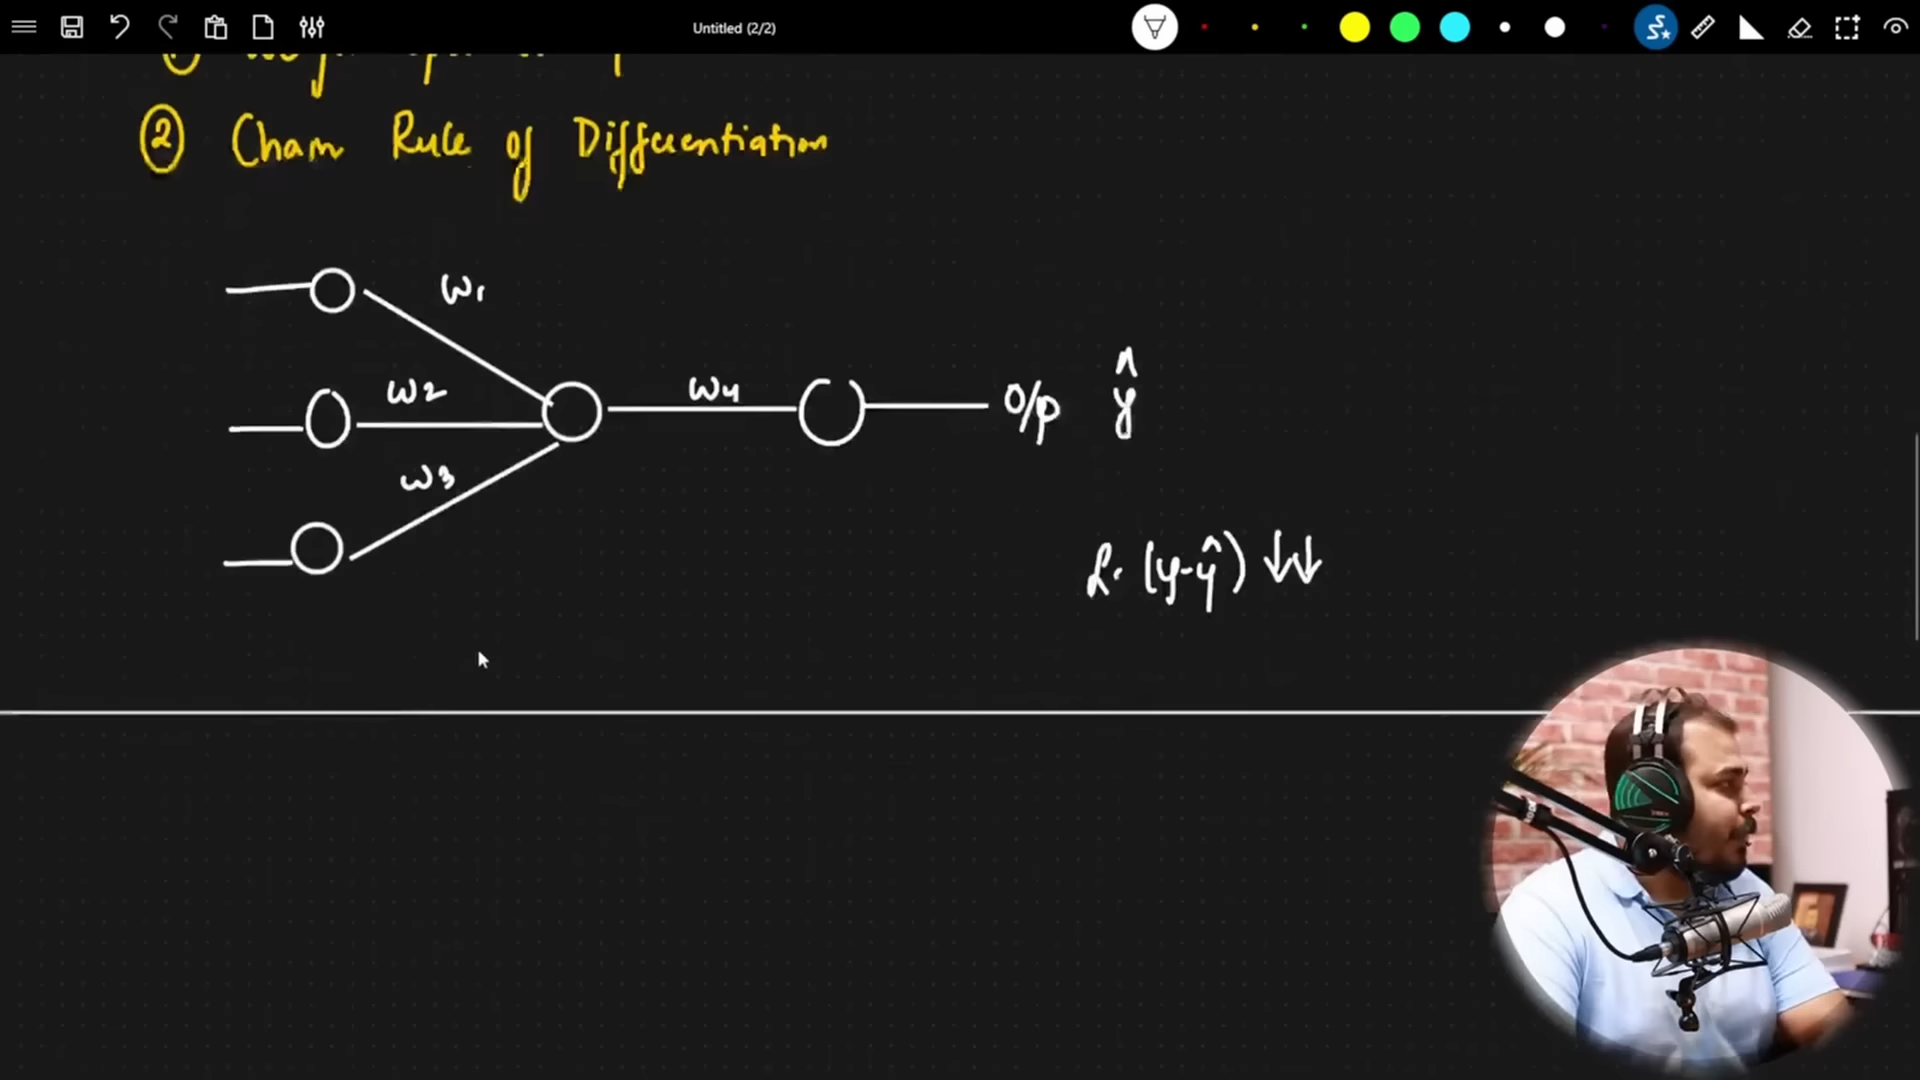 Untitled (2/2)
② Chain Rule of Differentiation
w1
w2
w3
w4
O/p ŷ
L. (y-ŷ) ↓↓